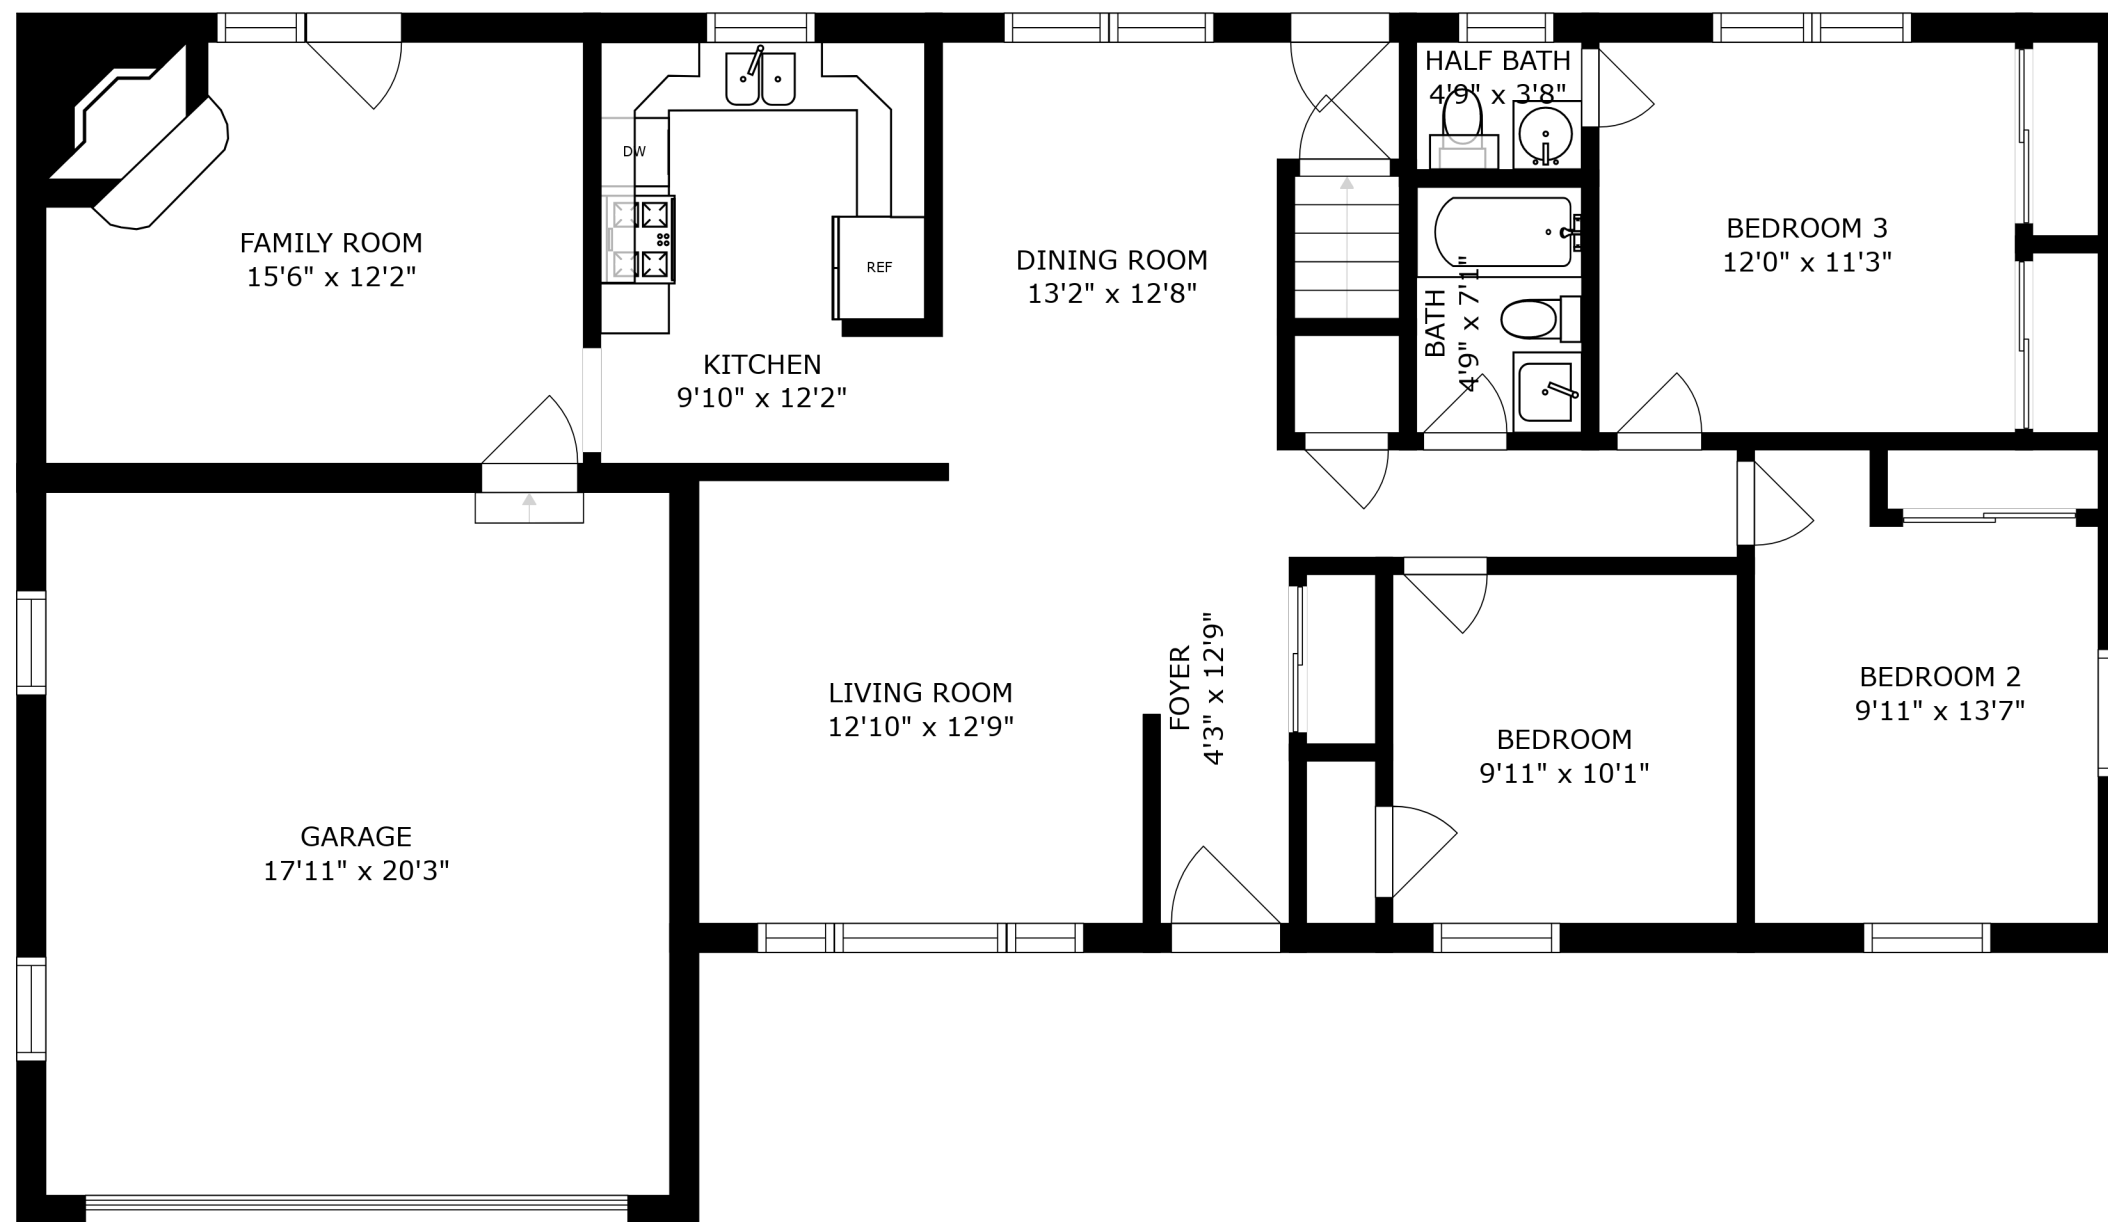 HALF BATH
4'9" x 3'8"
DW
FAMILY ROOM
15'6" x 12'2"
REF
DINING ROOM
13'2" x 12'8"
BEDROOM 3
12'0" x 11'3"
BATH
4'9" x 7'1"
KITCHEN
9'10" x 12'2"
LIVING ROOM
12'10" x 12'9"
FOYER
4'3" x 12'9"
BEDROOM 2
9'11" x 13'7"
BEDROOM
9'11" x 10'1"
GARAGE
17'11" x 20'3"